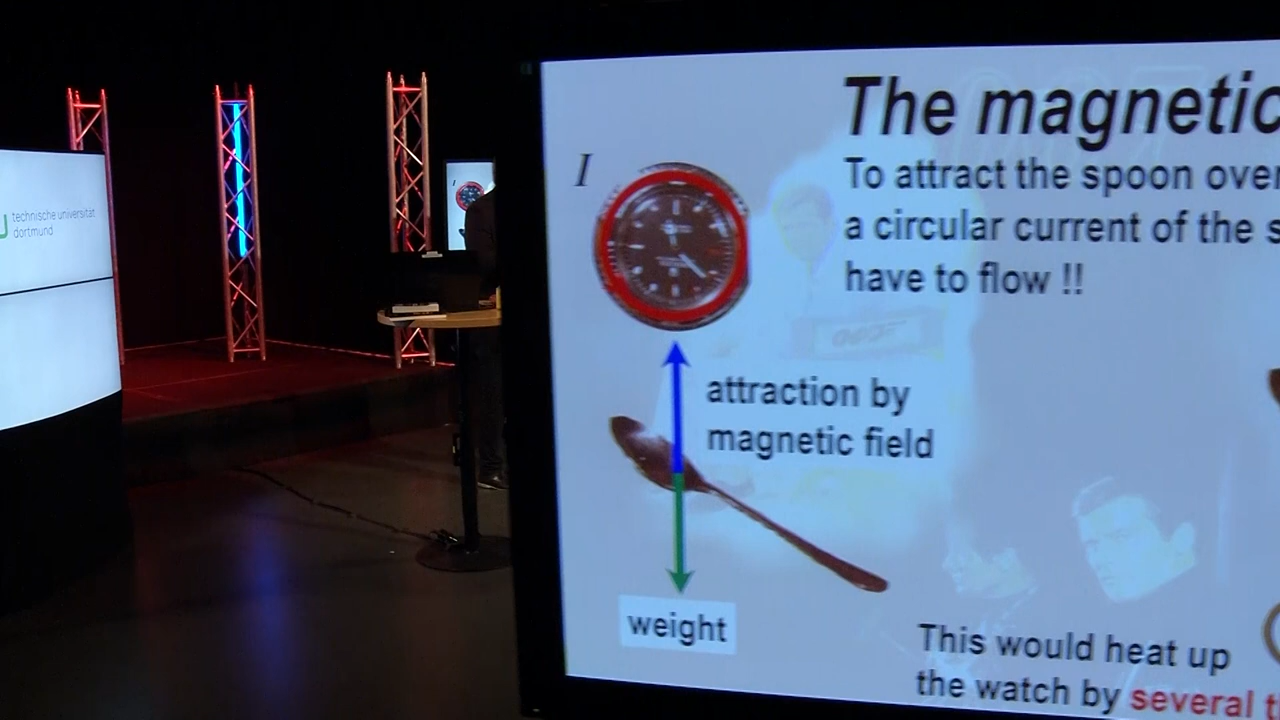 technische universität
dortmund
The magnetic
I
To attract the spoon over
a circular current of the s
have to flow !!
attraction by
magnetic field
weight
This would heat up
the watch by several t